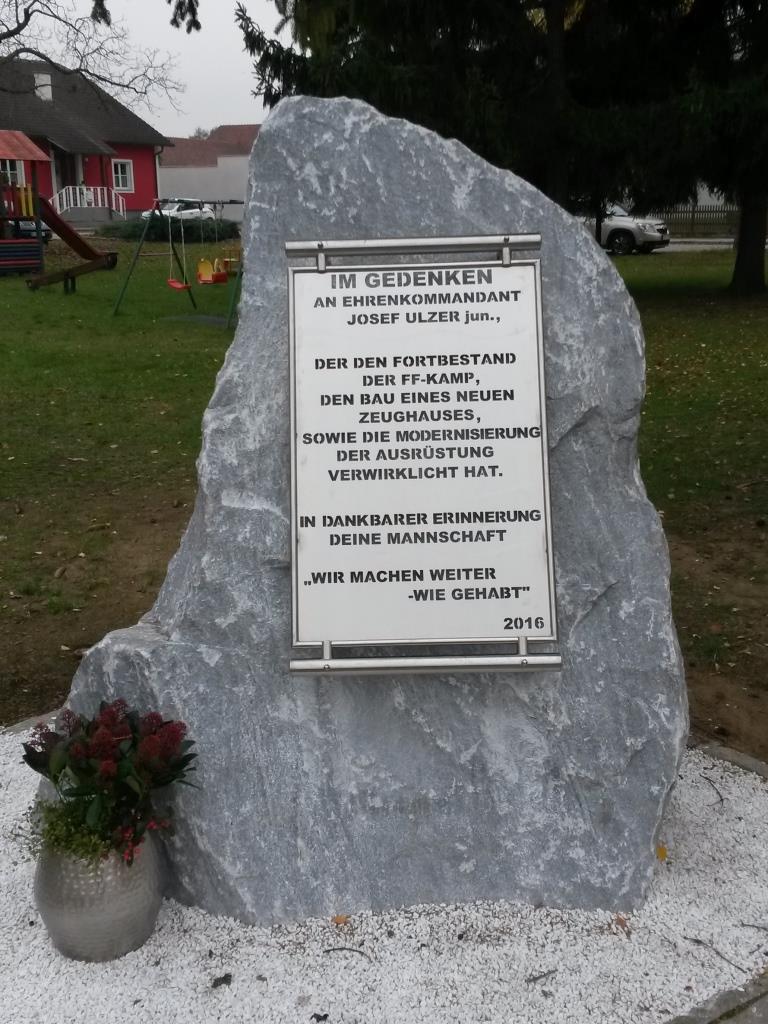 IM GEDENKEN
AN EHRENKOMMANDANT
JOSEF ULZER jun.,
DER DEN FORTBESTAND
DER FF-KAMP,
DEN BAU EINES NEUEN
ZEUGHAUSES,
SOWIE DIE MODERNISIERUNG
DER AUSRÜSTUNG
VERWIRKLICHT HAT.
IN DANKBARER ERINNERUNG
DEINE MANNSCHAFT
„WIR MACHEN WEITER
-WIE GEHABT"
2016